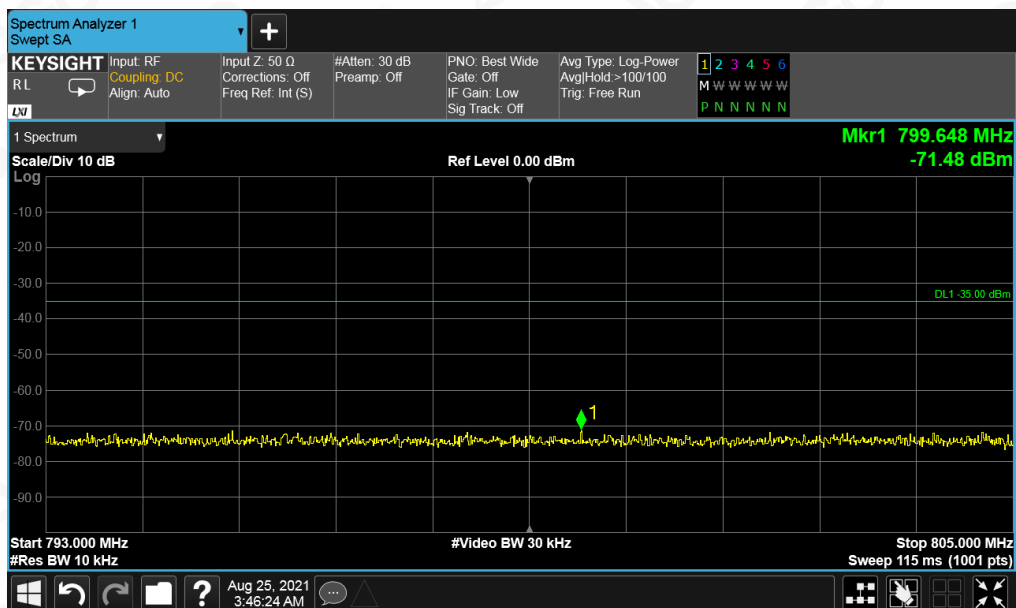 Spectrum Analyzer 1
Swept SA
+
KEYSIGHT
RL
LXI
Input: RF
Coupling: DC
Align: Auto
Input Z: 50 Ω
Corrections: Off
Freq Ref: Int (S)
#Atten: 30 dB
Preamp: Off
PNO: Best Wide
Gate: Off
IF Gain: Low
Sig Track: Off
Avg Type: Log-Power
Avg|Hold:>100/100
Trig: Free Run
1 2 3 4 5 6
M W W W W W
P N N N N N
1 Spectrum
Mkr1 799.648 MHz
Scale/Div 10 dB
Ref Level 0.00 dBm
-71.48 dBm
Log
-10.0
-20.0
-30.0
DL1 -35.00 dBm
-40.0
-50.0
-60.0
1
-70.0
-80.0
-90.0
Start 793.000 MHz
#Video BW 30 kHz
Stop 805.000 MHz
#Res BW 10 kHz
Sweep 115 ms (1001 pts)
?
Aug 25, 2021
3:46:24 AM